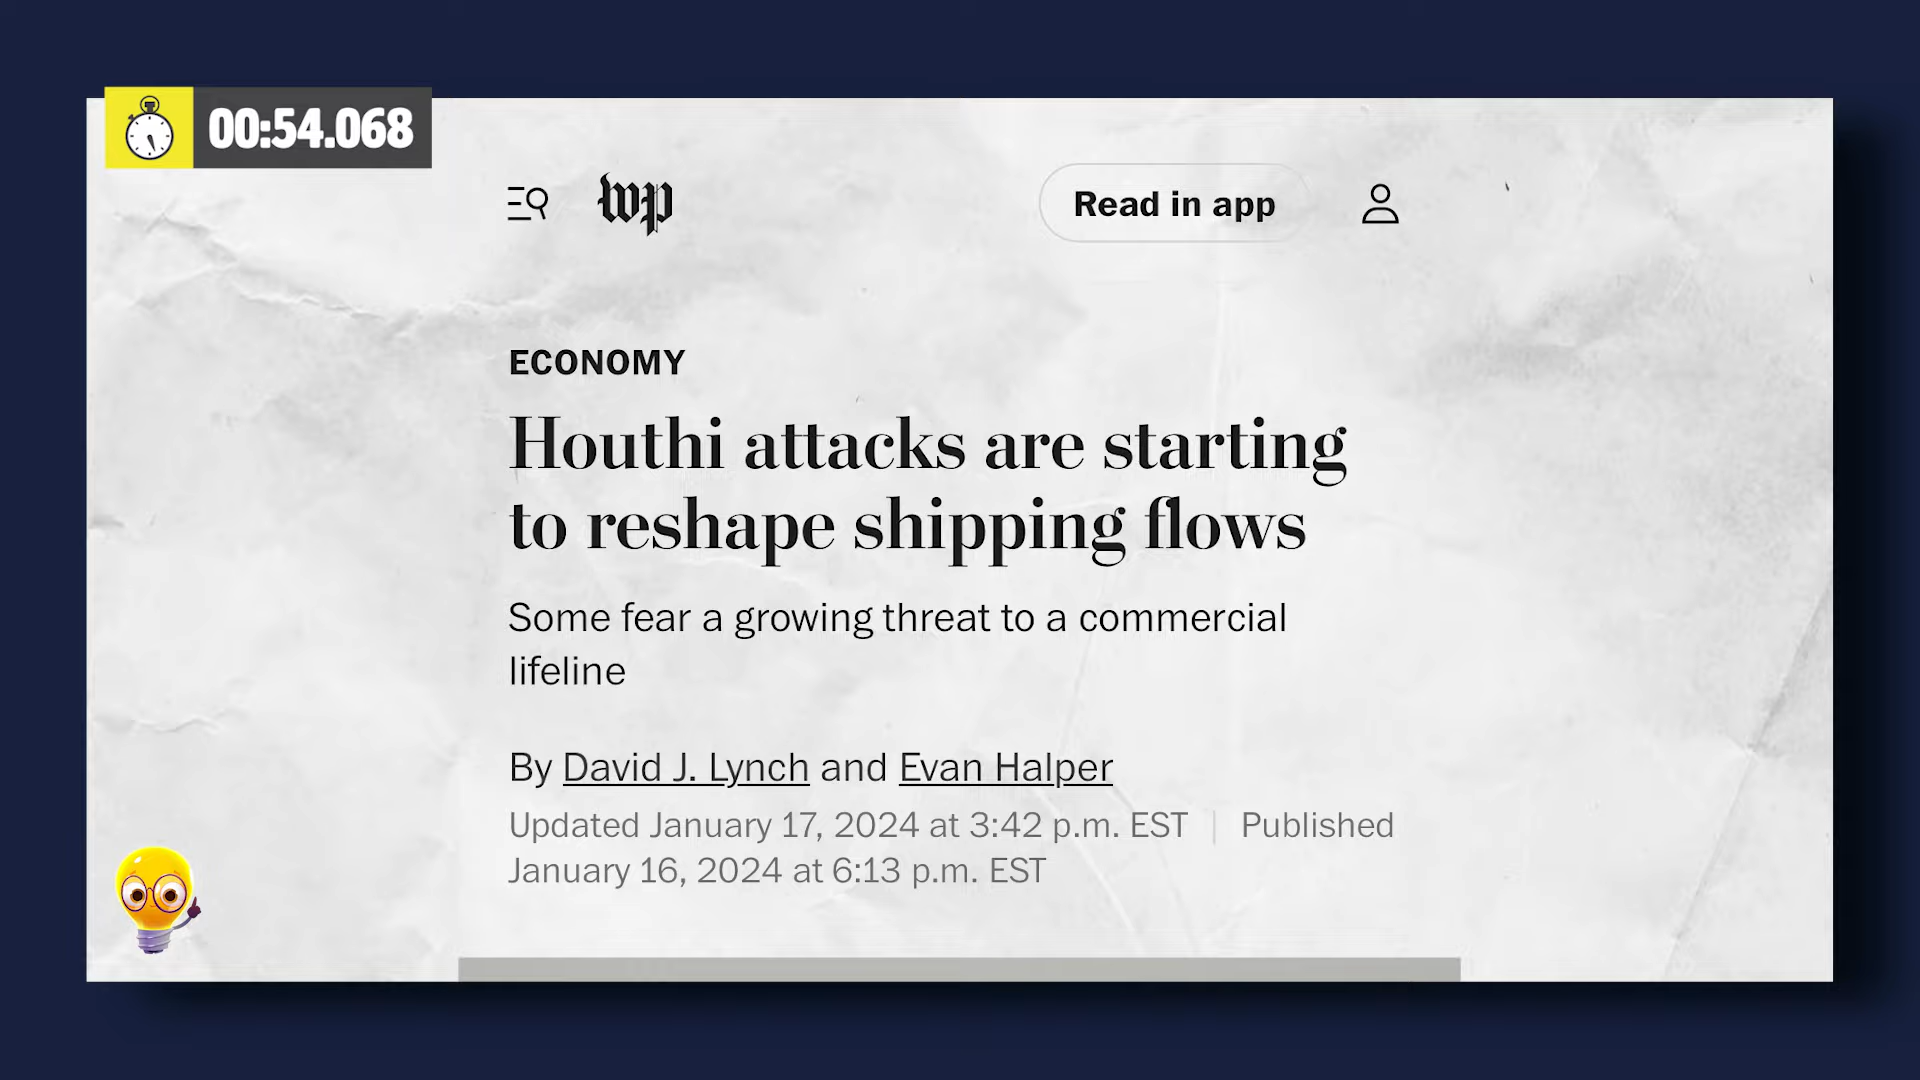 00:54.068
wp
Read in app
ECONOMY
Houthi attacks are starting
to reshape shipping flows
Some fear a growing threat to a commercial
lifeline
By David J. Lynch and Evan Halper
Updated January 17, 2024 at 3:42 p.m. EST | Published
January 16, 2024 at 6:13 p.m. EST